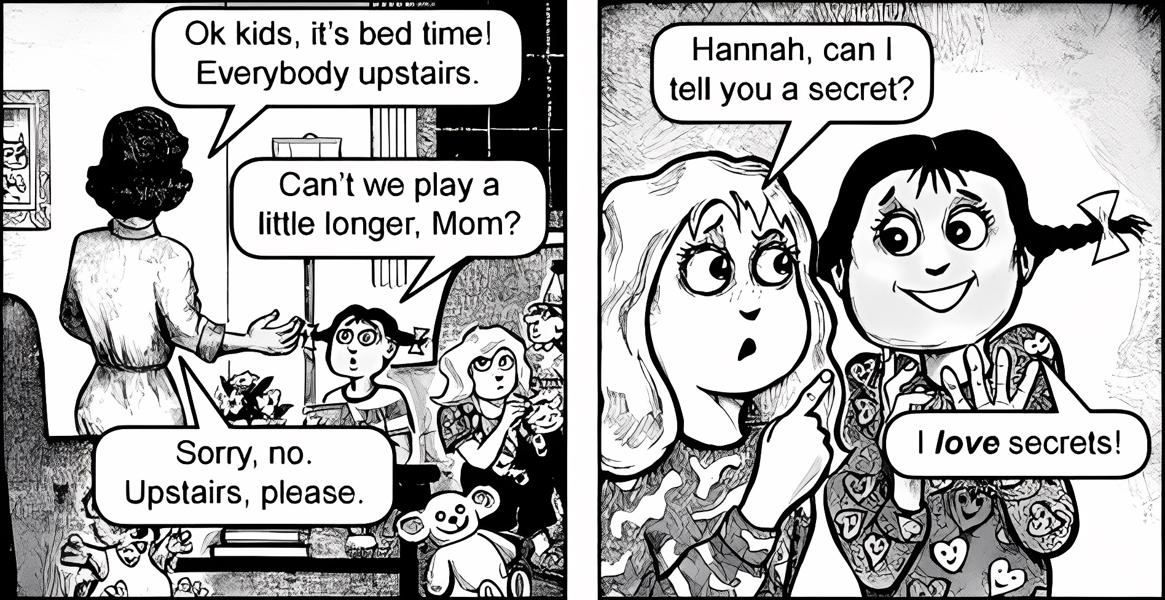 Ok kids, it's bed time!
Everybody upstairs.
Can't we play a
little longer, Mom?
Sorry, no.
Upstairs, please.
Hannah, can I
tell you a secret?
I love secrets!